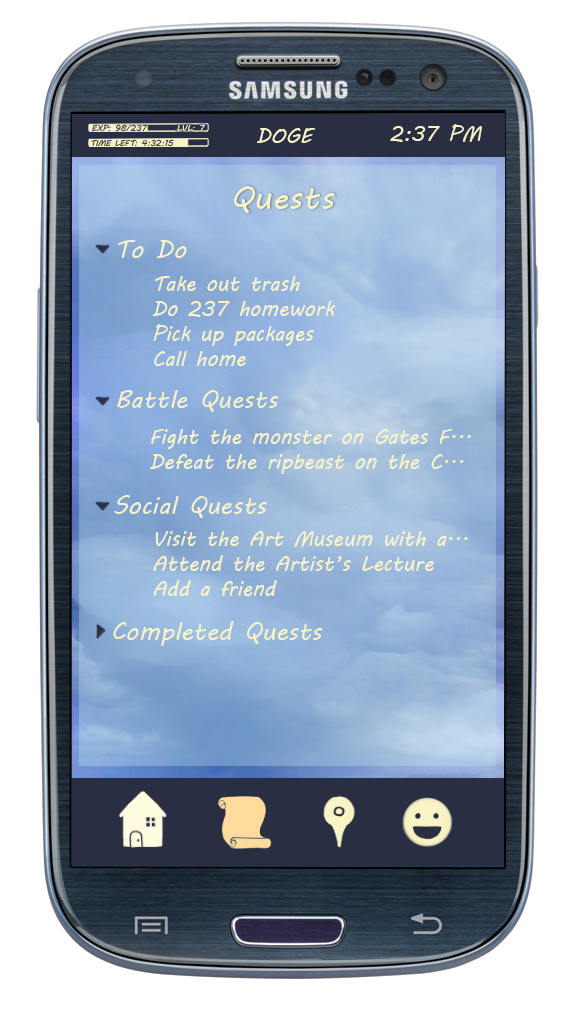 SAMSUNG
EXP: 98/237 LVL: 7
TIME LEFT: 4:32:15
DOGE
2:37 PM
Quests
To Do
Take out trash
Do 237 homework
Pick up packages
Call home
Battle Quests
Fight the monster on Gates F...
Defeat the ripbeast on the C...
Social Quests
Visit the Art Museum with a...
Attend the Artist's Lecture
Add a friend
Completed Quests